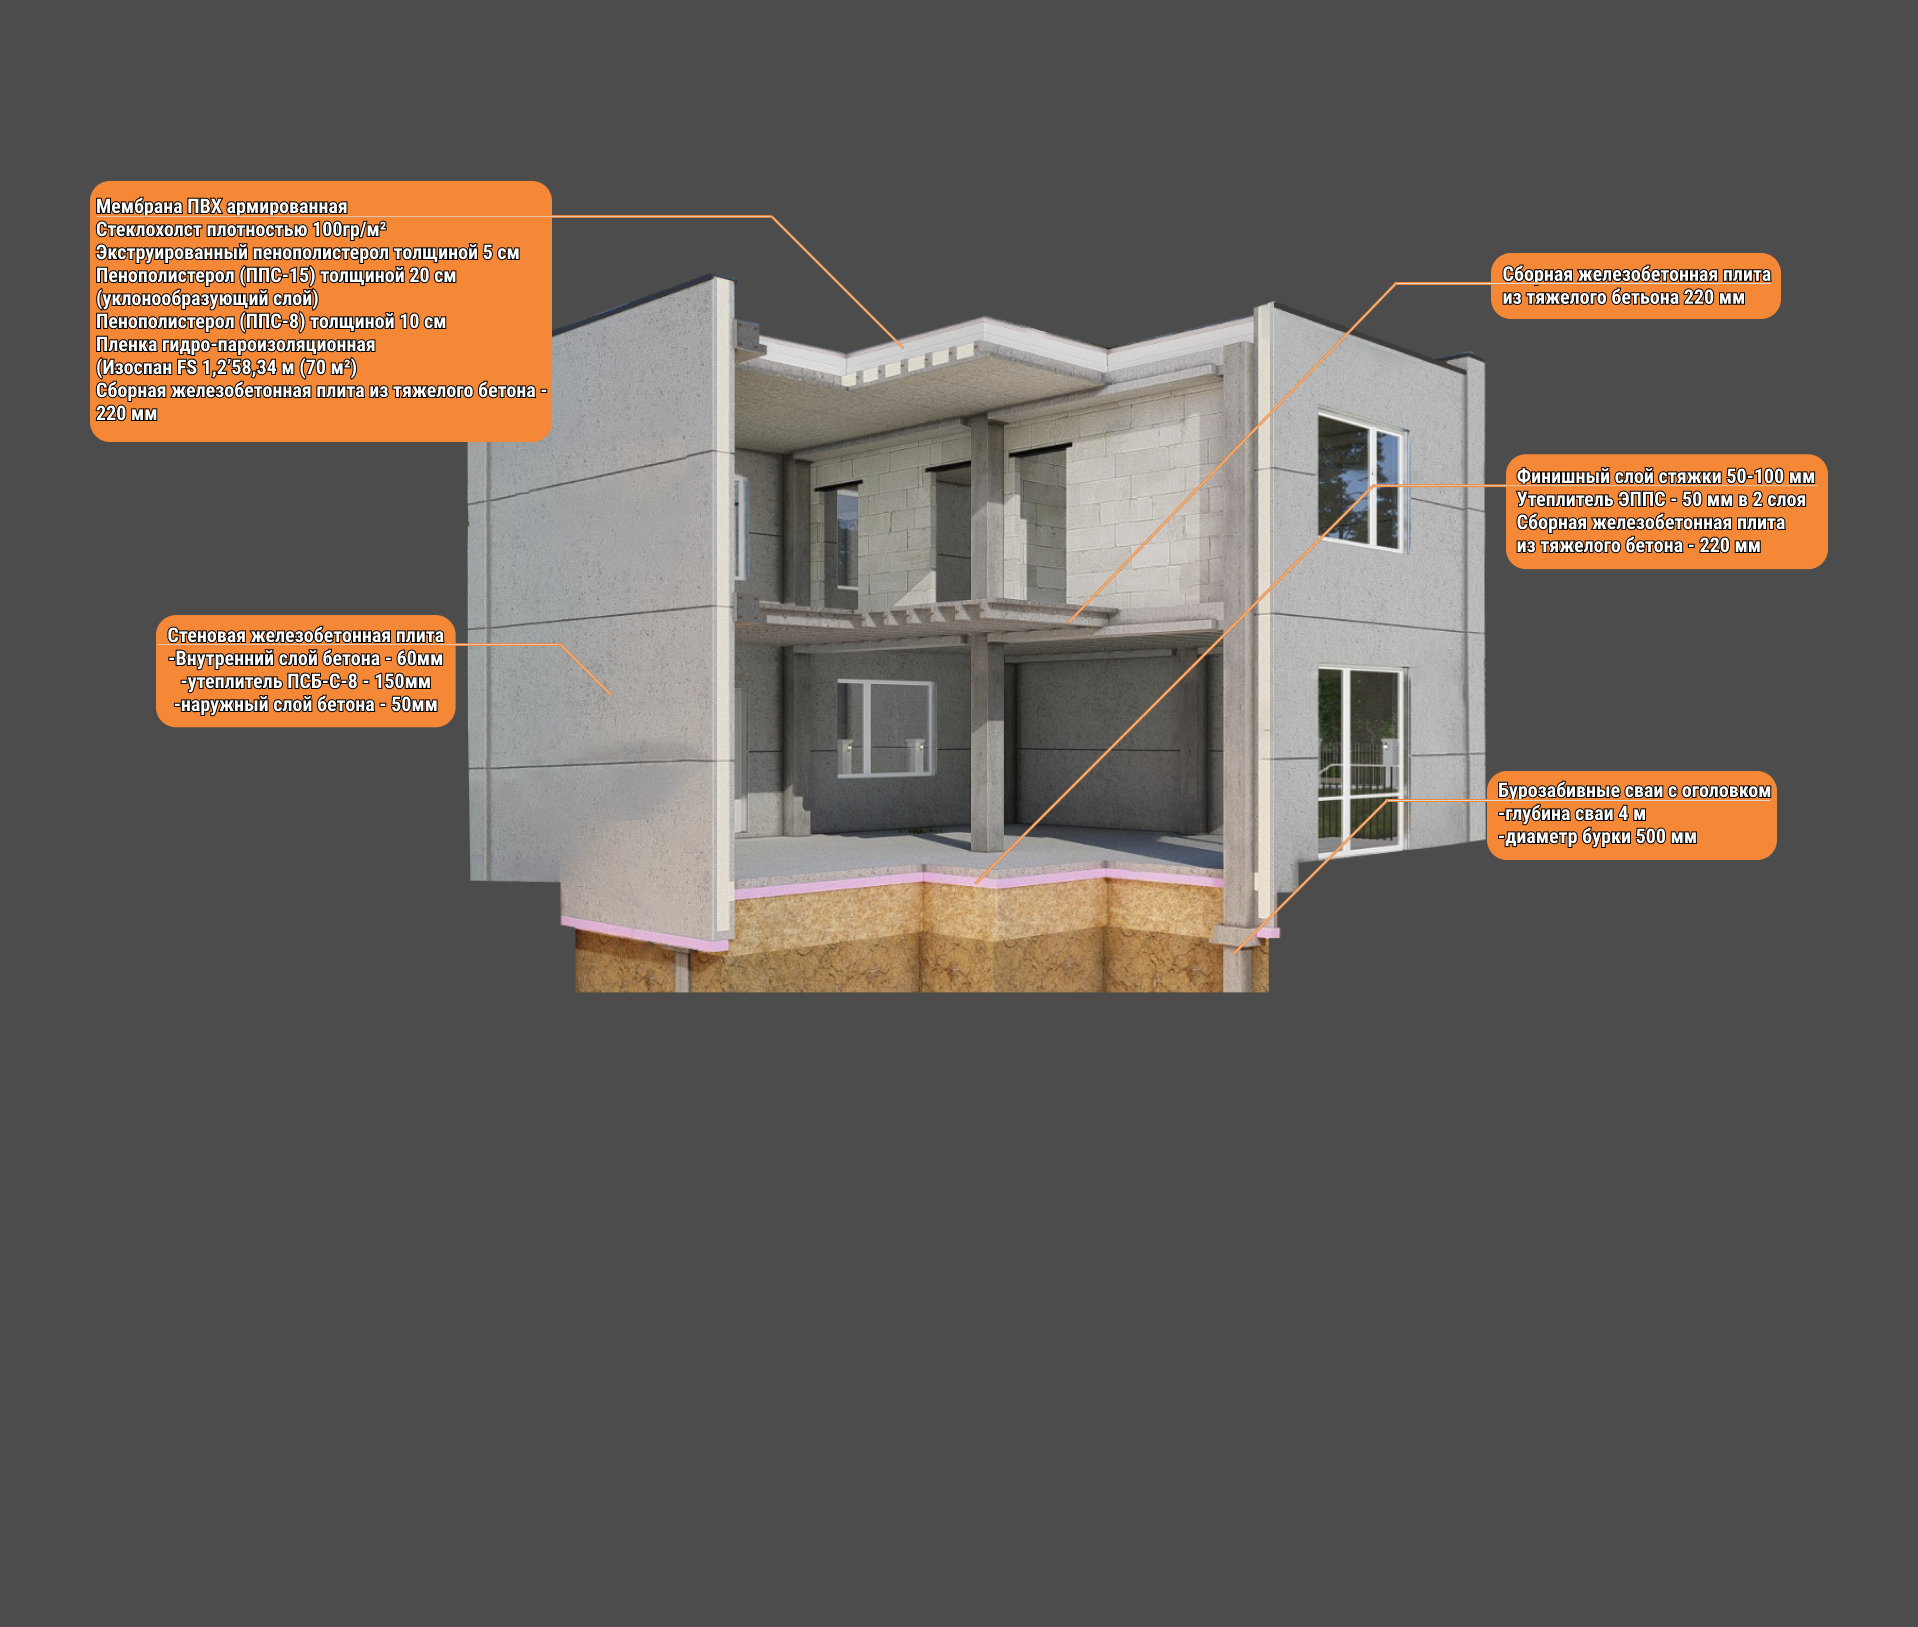 Мембрана ПВХ армированная
Стеклохолст плотностью 100гр/м²
Экструированный пенополистерол толщиной 5 см
Пенополистерол (ППС-15) толщиной 20 см
(уклонообразующий слой)
Пенополистерол (ППС-8) толщиной 10 см
Пленка гидро-пароизоляционная
(Изоспан FS 1,2'58,34 м (70 м²)
Сборная железобетонная плита из тяжелого бетона -
220 мм
Сборная железобетонная плита
из тяжелого бетьона 220 мм
Финишный слой стяжки 50-100 мм
Утеплитель ЭППС - 50 мм в 2 слоя
Сборная железобетонная плита
из тяжелого бетона - 220 мм
Стеновая железобетонная плита
-Внутренний слой бетона - 60мм
-утеплитель ПСБ-С-8 - 150мм
-наружный слой бетона - 50мм
Бурозабивные сваи с оголовком
-глубина сваи 4 м
-диаметр бурки 500 мм